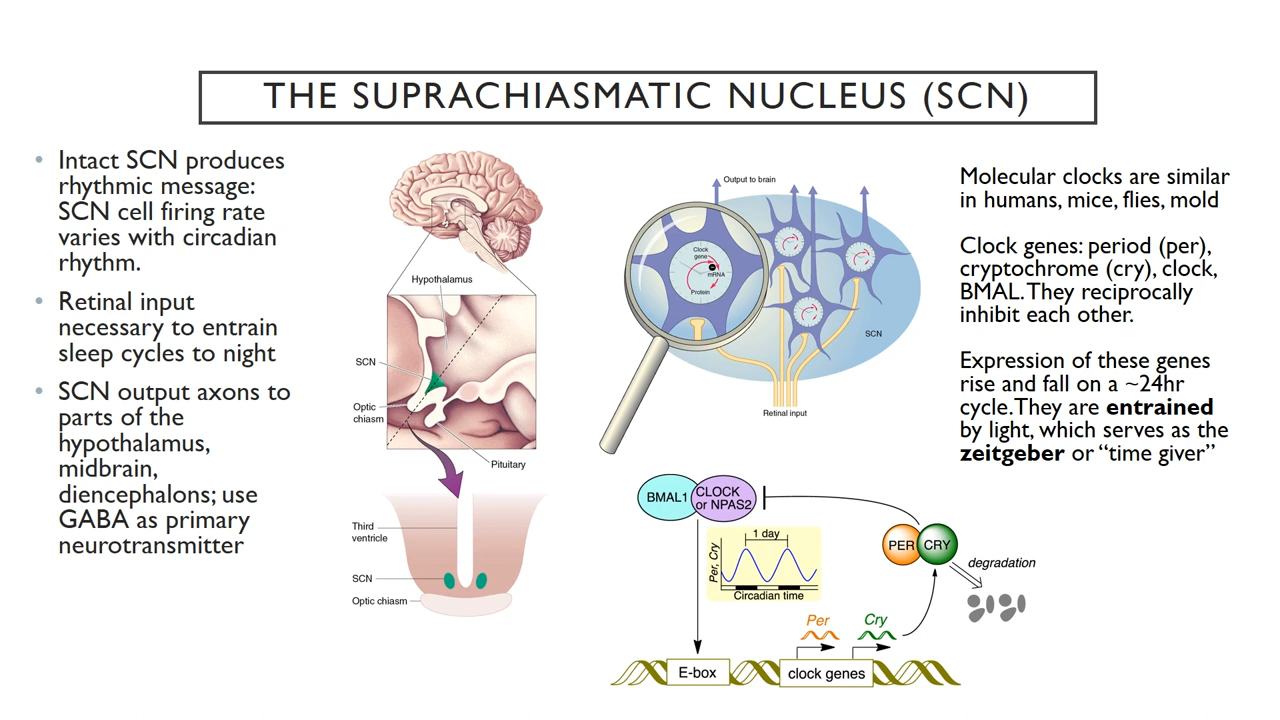 THE SUPRACHIASMATIC NUCLEUS (SCN)
• Intact SCN produces
rhythmic message:
SCN cell firing rate
varies with circadian
rhythm.
• Retinal input
necessary to entrain
sleep cycles to night
• SCN output axons to
parts of the
hypothalamus,
midbrain,
diencephalons; use
GABA as primary
neurotransmitter
Hypothalamus
SCN
Optic
chiasm
Pituitary
Third
ventricle
SCN
Optic chiasm
Output to brain
Clock
gene
mRNA
Protein
SCN
Retinal input
Molecular clocks are similar
in humans, mice, flies, mold
Clock genes: period (per),
cryptochrome (cry), clock,
BMAL. They reciprocally
inhibit each other.
Expression of these genes
rise and fall on a ~24hr
cycle. They are entrained
by light, which serves as the
zeitgeber or “time giver”
BMAL1
CLOCK
or NPAS2
1 day
Per, Cry
Circadian time
PER
CRY
degradation
Per
Cry
E-box
clock genes